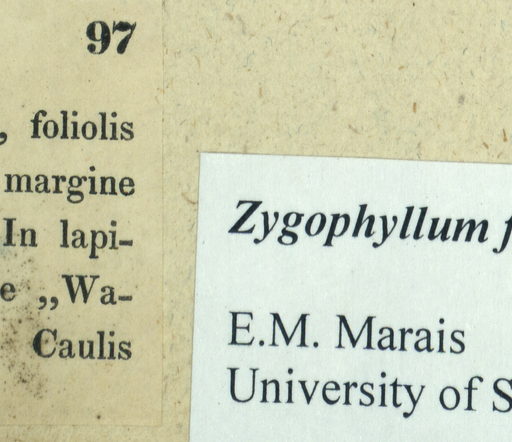 97
, foliolis
margine
In lapi-
e „Wa-
Caulis
Zygophyllum f
E.M. Marais
University of S